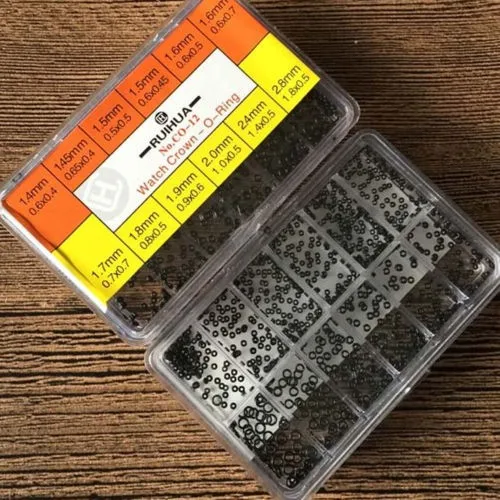 1.4mm
0.6x0.4
1.45mm
0.65x0.4
1.5mm
0.5x0.5
1.5mm
0.6x0.45
1.6mm
0.6x0.5
1.6mm
0.6x0.7
RUIHUA
No.CO-12
Watch Crown - O-Ring
1.7mm
0.7x0.7
1.8mm
0.8x0.5
1.9mm
0.9x0.6
2.0mm
1.0x0.5
2.4mm
1.4x0.5
2.8mm
1.8x0.5